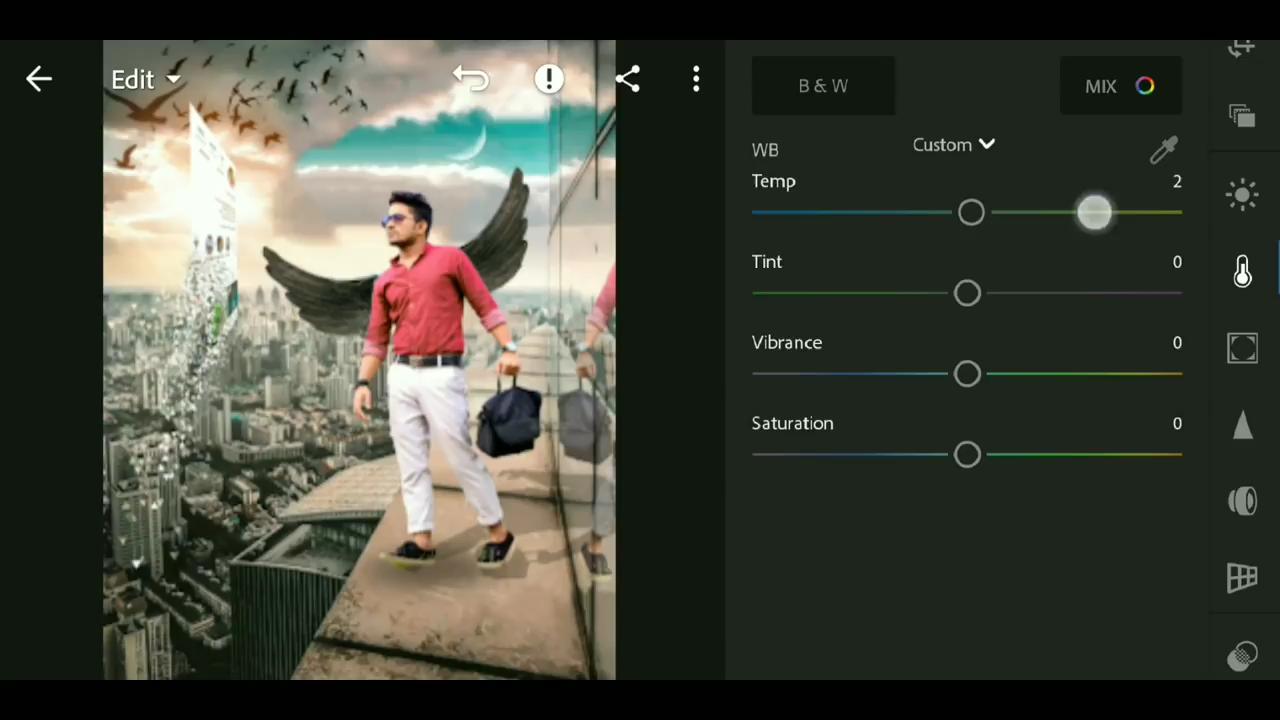 Edit
B & W
MIX
WB
Custom
Temp
2
Tint
0
Vibrance
0
Saturation
0